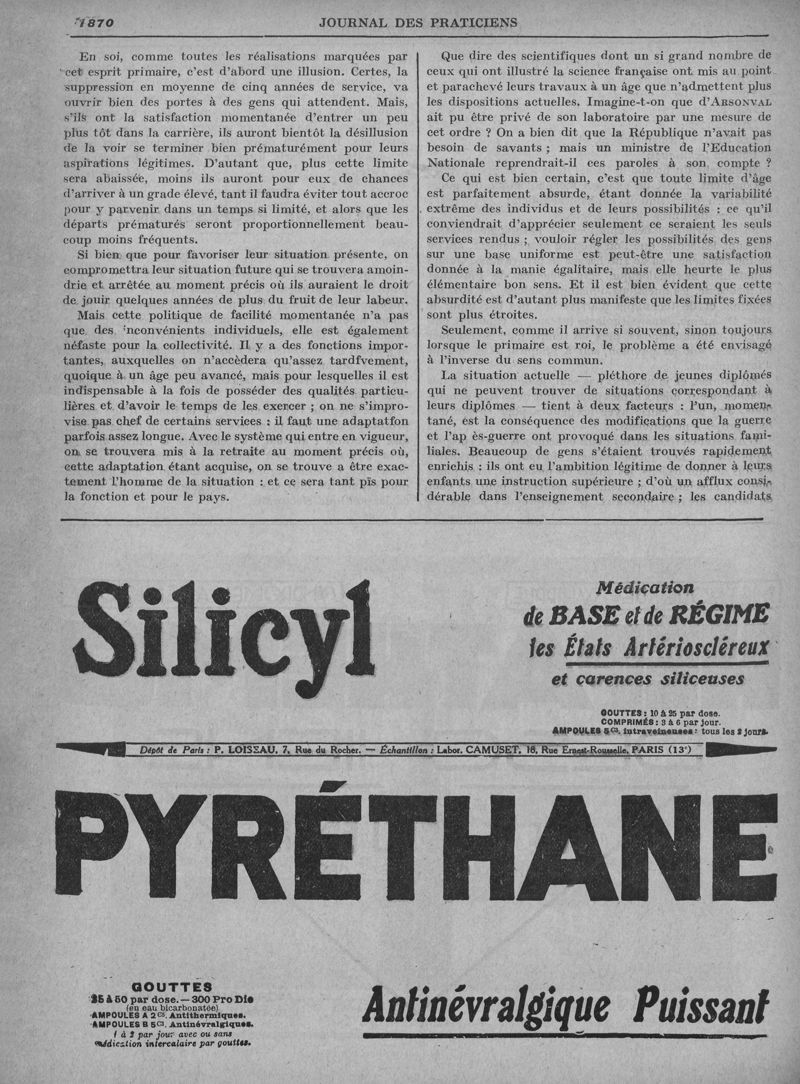 1870
JOURNAL DES PRATICIENS
En soi, comme toutes les réalisations marquées par
cet esprit primaire, c'est d'abord une illusion. Certes, la
suppression en moyenne de cinq années de service, va
ouvrir bien des portes à des gens qui attendent. Mais,
s'ils ont la satisfaction momentanée d'entrer un peu
plus tôt dans la carrière, ils auront bientôt la désillusion
de la voir se terminer bien prématurément pour leurs
aspirations légitimes. D'autant que, plus cette limite
sera abaissée, moins ils auront pour eux de chances
d'arriver à un grade élevé, tant il faudra éviter tout accroc
pour y parvenir dans un temps si limité, et alors que les
départs prématurés seront proportionnellement beau-
coup moins fréquents.
Si bien que pour favoriser leur situation présente, on
compromettra leur situation future qui se trouvera amoin-
drie et arrêtée au moment précis où ils auraient le droit
de jouir quelques années de plus du fruit de leur labeur.
Mais cette politique de facilité momentanée n'a pas
que des inconvénients individuels, elle est également
néfaste pour la collectivité. Il y a des fonctions impor-
tantes, auxquelles on n'accèdera qu'assez tardfvement,
quoique à un âge peu avancé, mais pour lesquelles il est
indispensable à la fois de posséder des qualités particu-
lières et d'avoir le temps de les exercer ; on ne s'impro-
vise pas chef de certains services : il faut une adaptatfon
parfois assez longue. Avec le système qui entre en vigueur,
on se trouvera mis à la retraite au moment précis où,
cette adaptation étant acquise, on se trouve a être exac-
tement l'homme de la situation : et ce sera tant pis pour
la fonction et pour le pays.
Que dire des scientifiques dont un si grand nombre de
ceux qui ont illustré la science française ont mis au point
et parachevé leurs travaux à un âge que n'admettent plus
les dispositions actuelles. Imagine-t-on que d'ARSONVAL
ait pu être privé de son laboratoire par une mesure de
cet ordre ? On a bien dit que la République n'avait pas
besoin de savants ; mais un ministre de l'Education
Nationale reprendrait-il ces paroles à son compte ?
Ce qui est bien certain, c'est que toute limite d'âge
est parfaitement absurde, étant donnée la variabilité
extrême des individus et de leurs possibilités : ce qu'il
conviendrait d'apprécier seulement ce seraient les seuls
services rendus ; vouloir régler les possibilités des gens
sur une base uniforme est peut-être une satisfaction
donnée à la manie égalitaire, mais elle heurte le plus
élémentaire bon sens. Et il est bien évident que cette
absurdité est d'autant plus manifeste que les limites fixées
sont plus étroites.
Seulement, comme il arrive si souvent, sinon toujours
lorsque le primaire est roi, le problème a été envisagé
à l'inverse du sens commun.
La situation actuelle — pléthore de jeunes diplômés
qui ne peuvent trouver de situations correspondant à
leurs diplômes — tient à deux facteurs : l'un, momen-
tané, est la conséquence des modifications que la guerre
et l'ap ès-guerre ont provoqué dans les situations fami-
liales. Beaucoup de gens s'étaient trouvés rapidement
enrichis : ils ont eu l'ambition légitime de donner à leurs
enfants une instruction supérieure ; d'où un afflux consi-
dérable dans l'enseignement secondaire ; les candidats
Silicyl
Médication
de BASE et de RÉGIME
les États Artérioscléreux
et carences siliceuses
GOUTTES : 10 à 25 par dose.
COMPRIMÉS : 3 à 6 par jour.
AMPOULES 5cc. intraveineuses : tous les 2 jours.
Dépôt de Paris : P. LOISEAU, 7, Rue du Rocher. — Échantillon : Labor. CAMUSET, 18, Rue Ernest-Rousselle, PARIS (13e)
PYRÉTHANE
GOUTTES
25 à 50 par dose. — 300 Pro Die
(en eau bicarbonatée)
AMPOULES A 2cc. Antithermiques.
AMPOULES B 5cc. Antinévralgiques.
1 à 2 par jour avec ou sans
médication intercalaire par gouttes.
Antinévralgique Puissant